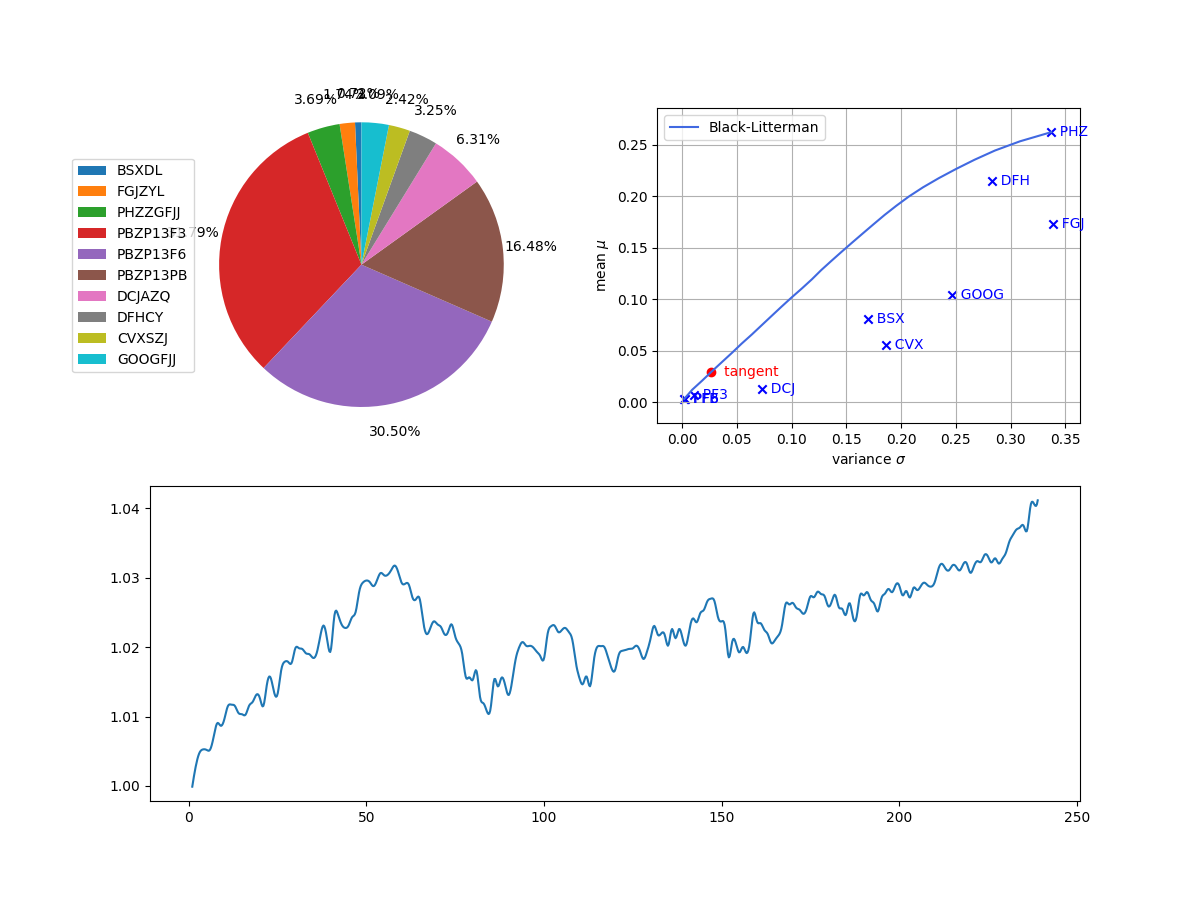 3.69%
2.42%
3.25%
6.31%
16.48%
30.50%
BSXDL
FGJZYL
PHZZGFJJ
PBZP13F3
PBZP13F6
PBZP13PB
DCJAZQ
DFHCY
CVXSZJ
GOOGFJJ
Black-Litterman
PHZ
DFH
FGJ
GOOG
BSX
CVX
tangent
DCJ
PF3
mean μ
0.25
0.20
0.15
0.10
0.05
0.00
0.00 0.05 0.10 0.15 0.20 0.25 0.30 0.35
variance σ
1.04
1.03
1.02
1.01
1.00
0 50 100 150 200 250